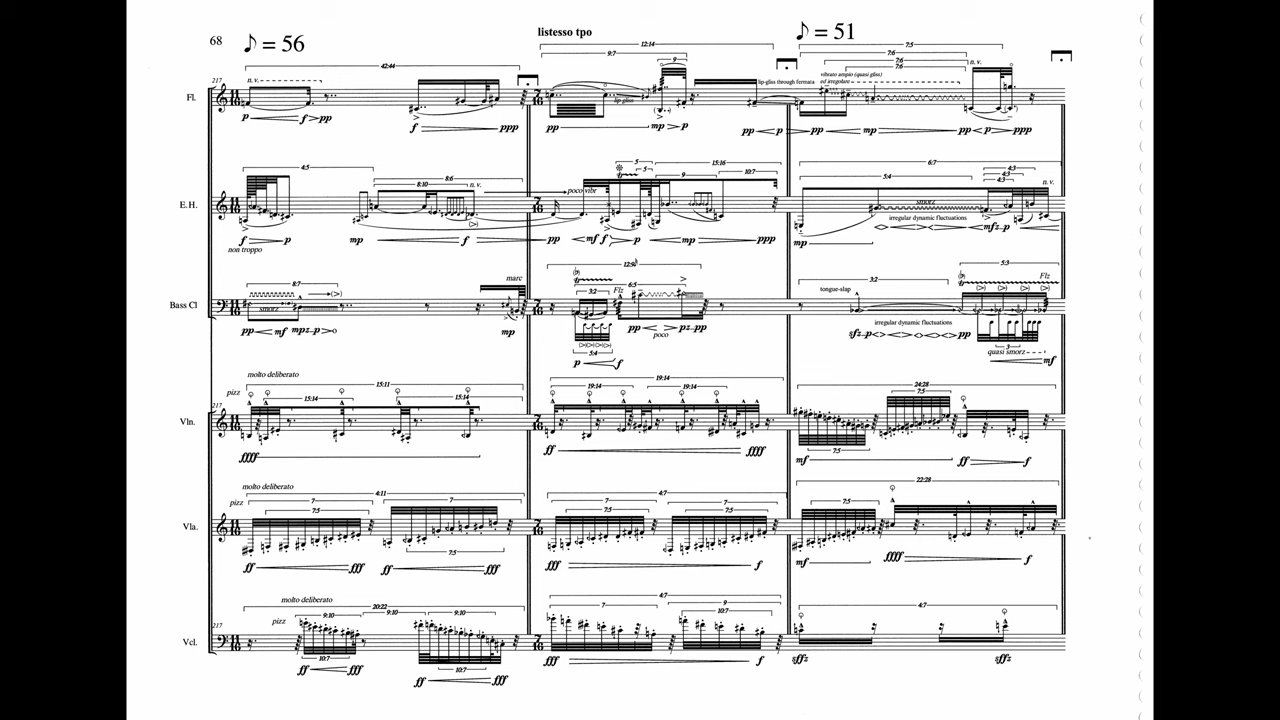 68
♪ = 56
listesso tpo
♪ = 51
42:44
12:14
9:7
9
7:5
7:6
7:6
7:6
217
n. v.
lip gliss
lip-gliss through fermata
vibrato ampio (quasi gliss)
ed irregolare
n.v.
Fl.
p f pp f ppp pp mp p pp p pp mp pp p ppp
4:5
8:6
8:10
n. v.
poco vibr
5
5
9
15:16
10:7
6:7
5:4
4:3
4:3
n. v.
E.H.
smorz
irregular dynamic fluctuations
f p mp f pp mf f p mp ppp mp mfz p
non troppo
8:7
marc
12:9
6:5
3:2
Flz
3:2
5:3
Flz
tongue-slap
Bass Cl
smorz
irregular dynamic fluctuations
pp mf mpz p o mp pp pz pp sfz p pp
poco
5:4
3
quasi smorz
p f mf
molto deliberato
pizz
15:11
15:14
15:14
19:14
19:14
19:14
24:28
7:5
217
Vln.
7:5
ffff ff ffff mf ff f
molto deliberato
pizz
4:11
7
7:5
7
4:7
7
7:5
7
7:5
22:28
7:5
Vla.
7:5
ff fff ff fff fff f mf ffff f
molto deliberato
pizz
20:22
9:10
9:10
9:10
4:7
7
9
10:7
4:7
217
Vcl.
10:7
10:7
ff fff ff fff fff f sffz sffz